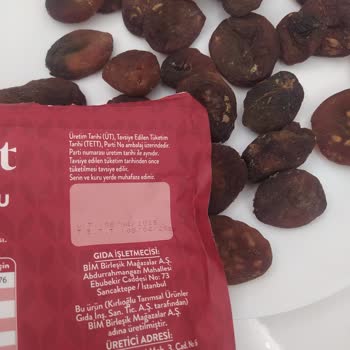 t
U
Üretim Tarihi (ÜT), Tavsiye Edilen Tüketim
Tarihi (TETT), Parti No ambalaj üzerindedir.
Parti numarası üretim tarihi ile aynıdır.
Tavsiye edilen tüketim tarihinden önce
tüketilmesi tavsiye edilir.
Serin ve kuru yerde muhafaza edinir.
GIDA İŞLETMECİSİ:
BİM Birleşik Mağazalar A.Ş.
Abdurrahmangazi Mahallesi
Ebubekir Caddesi No: 73
Sancaktepe / İstanbul
Bu ürün (Kırlıoğlu Tarımsal Ürünler
Gıda İnş. San. Tic. A.Ş. tarafından)
BİM Birleşik Mağazalar A.Ş.
adına üretilmiştir.
ÜRETİCİ ADRESİ: